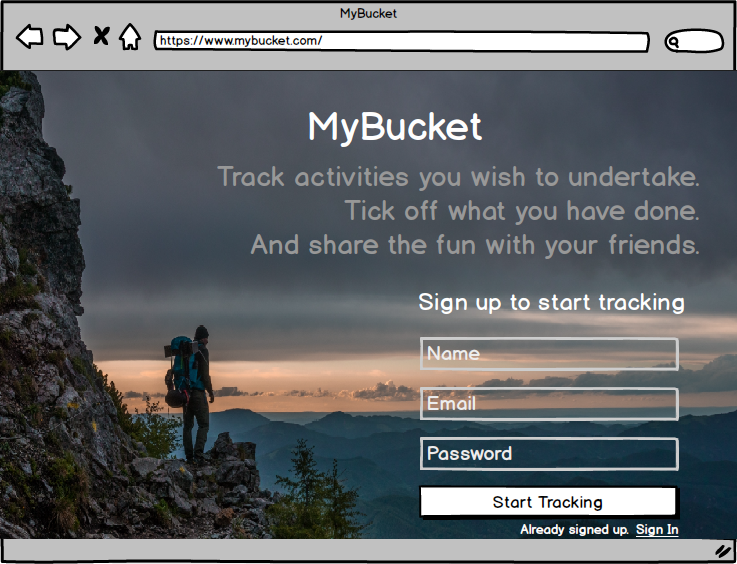 MyBucket
https://www.mybucket.com/
MyBucket
Track activities you wish to undertake.
Tick off what you have done.
And share the fun with your friends.
Sign up to start tracking
Name
Email
Password
Start Tracking
Already signed up. Sign In